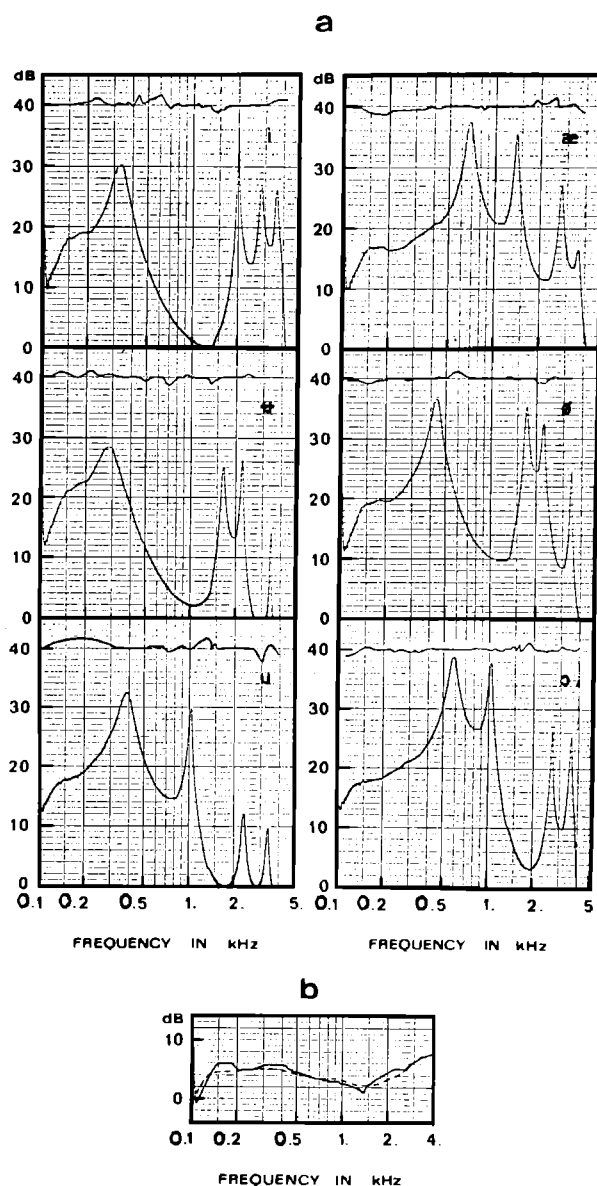 a
dB dB
40 40
i æ
30 30
20 20
10 10
0 0
40 40
ʉ ø
30 30
20 20
10 10
0 0
40 40
u ɔ
30 30
20 20
10 10
0 0
0.1 0.2 0.5 1. 2. 5. 0.1 0.2 0.5 1. 2. 5.
FREQUENCY IN kHz FREQUENCY IN kHz
b
dB
10
0
0.1 0.2 0.5 1. 2. 4.
FREQUENCY IN kHz